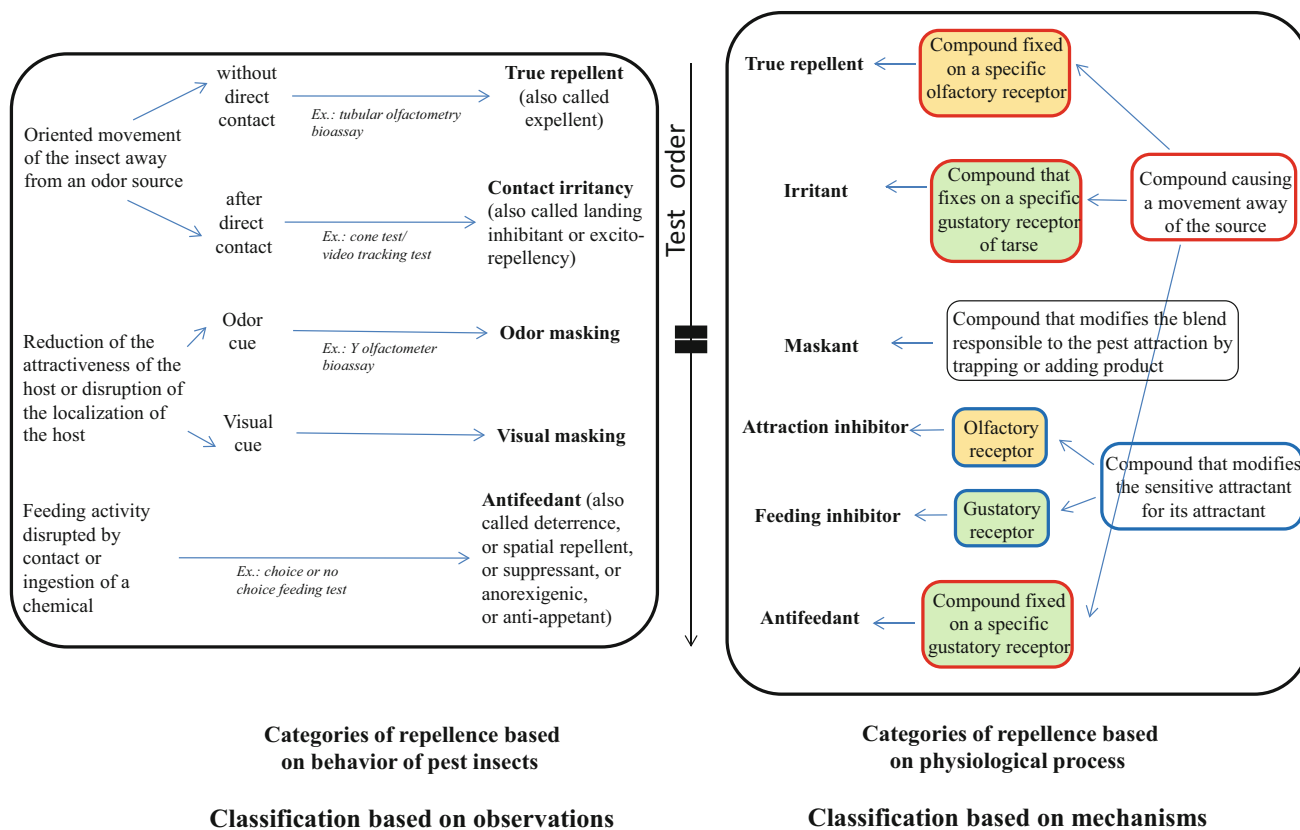 Oriented movement
of the insect away
from an odor source
without
direct
contact
Ex.: tubular olfactometry
bioassay
True repellent
(also called
expellent)
after
direct
contact
Ex.: cone test/
video tracking test
Contact irritancy
(also called landing
inhibitant or excito-
repellency)
Reduction of the
attractiveness of the
host or disruption of
the localization of
the host
Odor
cue
Ex.: Y olfactometer
bioassay
Odor masking
Visual
cue
Visual masking
Feeding activity
disrupted by
contact or
ingestion of a
chemical
Ex.: choice or no
choice feeding test
Antifeedant (also
called deterrence,
or spatial repellent,
or suppressant, or
anorexigenic,
or anti-appetant)
Test order
True repellent
Compound fixed
on a specific
olfactory receptor
Irritant
Compound that
fixes on a specific
gustatory receptor
of tarse
Compound causing
a movement away
of the source
Maskant
Compound that modifies the blend
responsible to the pest attraction by
trapping or adding product
Attraction inhibitor
Olfactory
receptor
Compound that modifies
the sensitive attractant
for its attractant
Feeding inhibitor
Gustatory
receptor
Antifeedant
Compound fixed
on a specific
gustatory receptor
Categories of repellence based
on behavior of pest insects
Classification based on observations
Categories of repellence based
on physiological process
Classification based on mechanisms